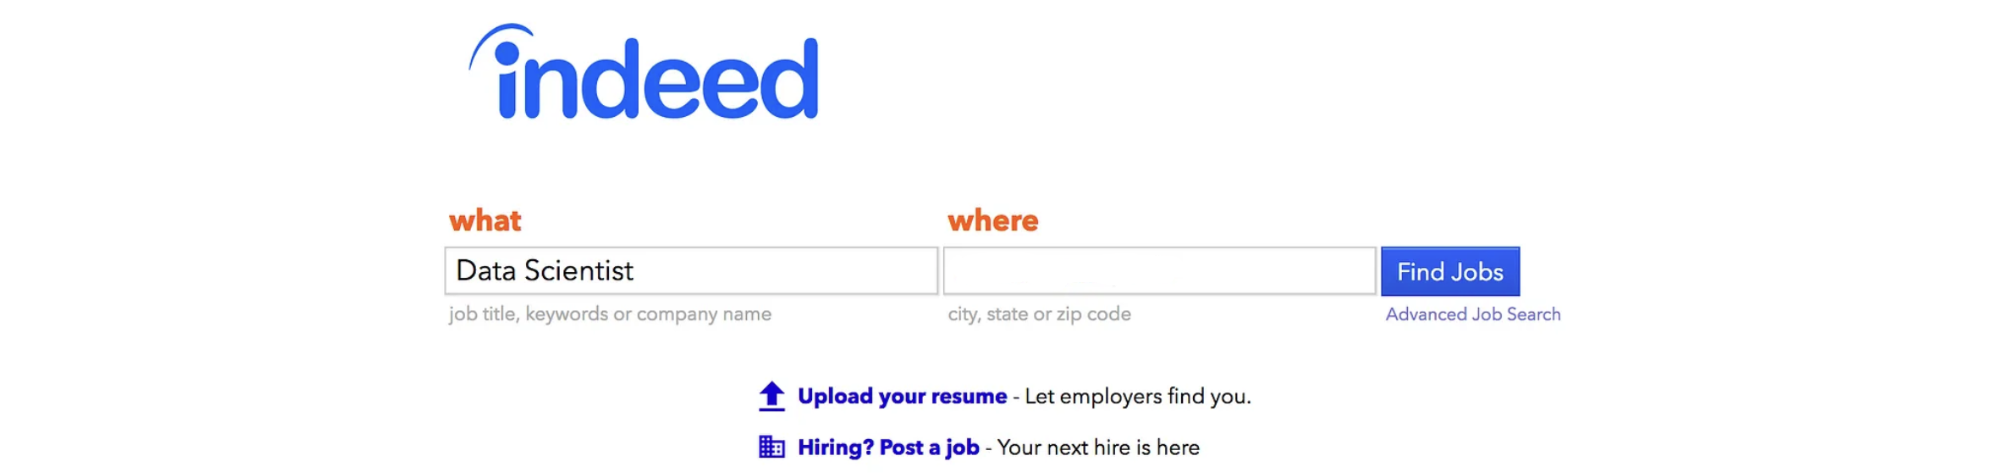 indeed
what where
Data Scientist Find Jobs
job title, keywords or company name city, state or zip code Advanced Job Search
Upload your resume - Let employers find you.
Hiring? Post a job - Your next hire is here